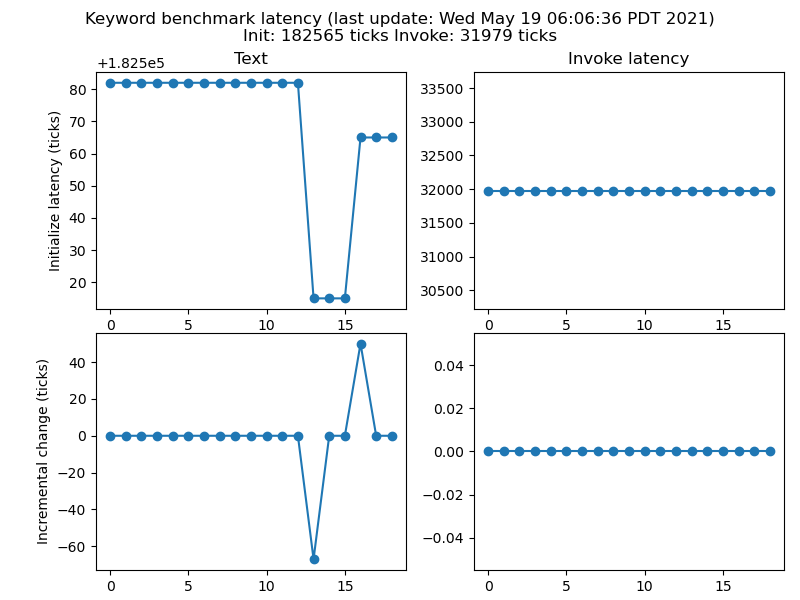 Keyword benchmark latency (last update: Wed May 19 06:06:36 PDT 2021)
Init: 182565 ticks Invoke: 31979 ticks
Text
+1.825e5
Initialize latency (ticks)
80
70
60
50
40
30
20
0 5 10 15
Invoke latency
33500
33000
32500
32000
31500
31000
30500
0 5 10 15
Incremental change (ticks)
40
20
0
−20
−40
−60
0 5 10 15
0.04
0.02
0.00
−0.02
−0.04
0 5 10 15